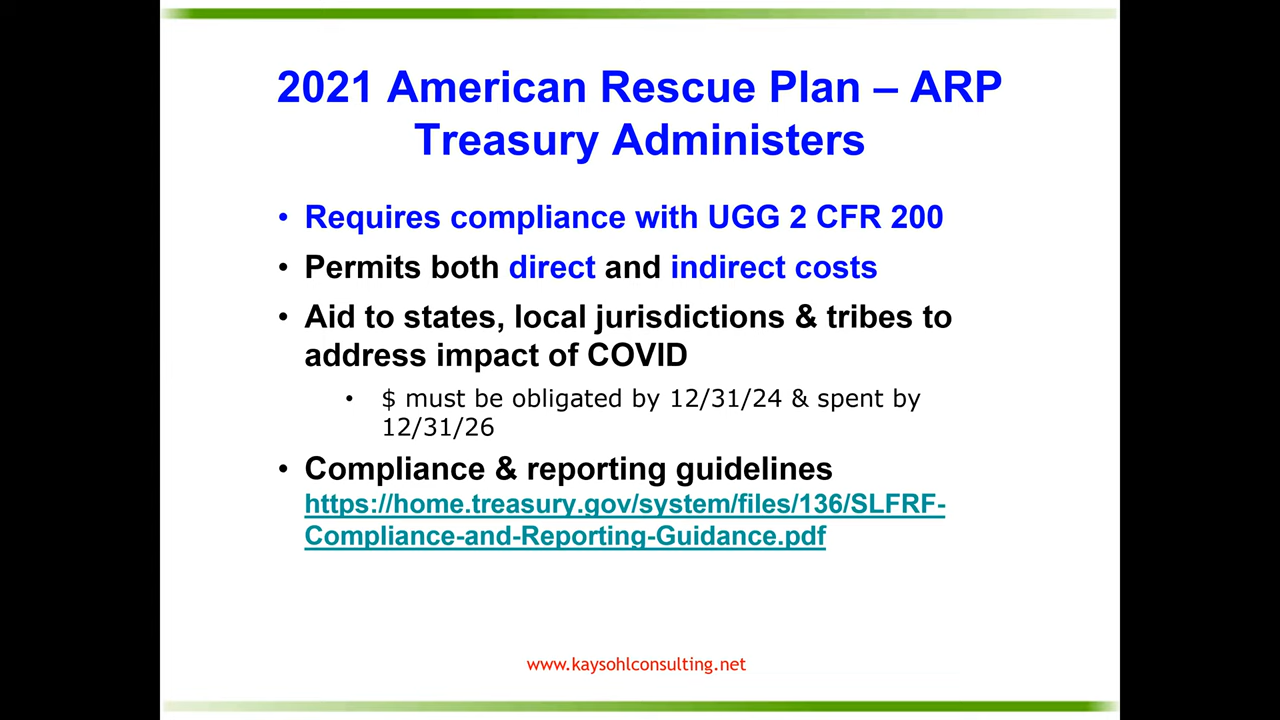 2021 American Rescue Plan – ARP
Treasury Administers
• Requires compliance with UGG 2 CFR 200
• Permits both direct and indirect costs
• Aid to states, local jurisdictions & tribes to
address impact of COVID
• $ must be obligated by 12/31/24 & spent by
12/31/26
• Compliance & reporting guidelines
https://home.treasury.gov/system/files/136/SLFRF-
Compliance-and-Reporting-Guidance.pdf
www.kaysohlconsulting.net